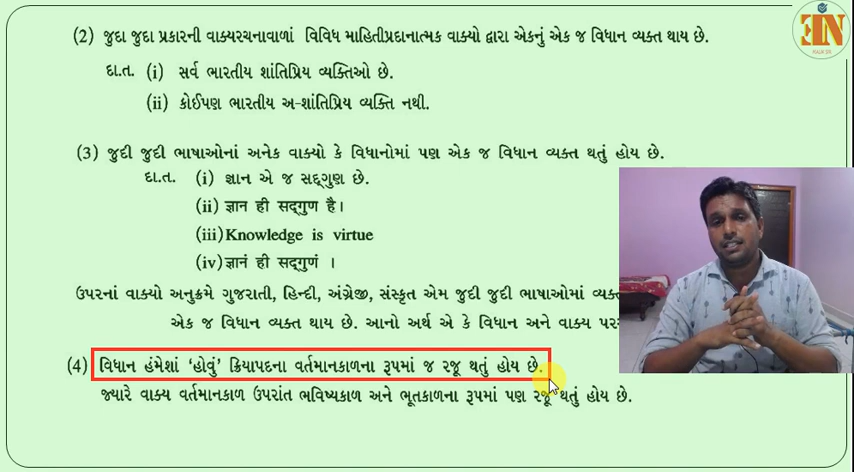 (2) જુદા જુદા પ્રકારની વાક્યરચનાવાળાં વિવિધ માહિતીપ્રદાનાત્મક વાક્યો દ્વારા એકનું એક જ વિધાન વ્યક્ત થાય છે.
દા.ત. (i) સર્વ ભારતીય શાંતિપ્રિય વ્યક્તિઓ છે.
(ii) કોઈપણ ભારતીય અ-શાંતિપ્રિય વ્યક્તિ નથી.
(3) જુદી જુદી ભાષાઓનાં અનેક વાક્યો કે વિધાનોમાં પણ એક જ વિધાન વ્યક્ત થતું હોય છે.
દા.ત. (i) જ્ઞાન એ જ સદ્ગુણ છે.
(ii) ज्ञान ही सद्गुण है।
(iii) Knowledge is virtue
(iv) ज्ञानं ही सद्गुणं ।
ઉપરનાં વાક્યો અનુક્રમે ગુજરાતી, હિન્દી, અંગ્રેજી, સંસ્કૃત એમ જુદી જુદી ભાષાઓમાં
એક જ વિધાન વ્યક્ત થાય છે. આનો અર્થ એ કે વિધાન અને વાક્ય
(4) વિધાન હંમેશાં ‘હોવું’ ક્રિયાપદના વર્તમાનકાળના રૂપમાં જ રજૂ થતું હોય છે.
જ્યારે વાક્ય વર્તમાનકાળ ઉપરાંત ભવિષ્યકાળ અને ભૂતકાળના રૂપમાં પણ રજૂ થતું હોય છે.